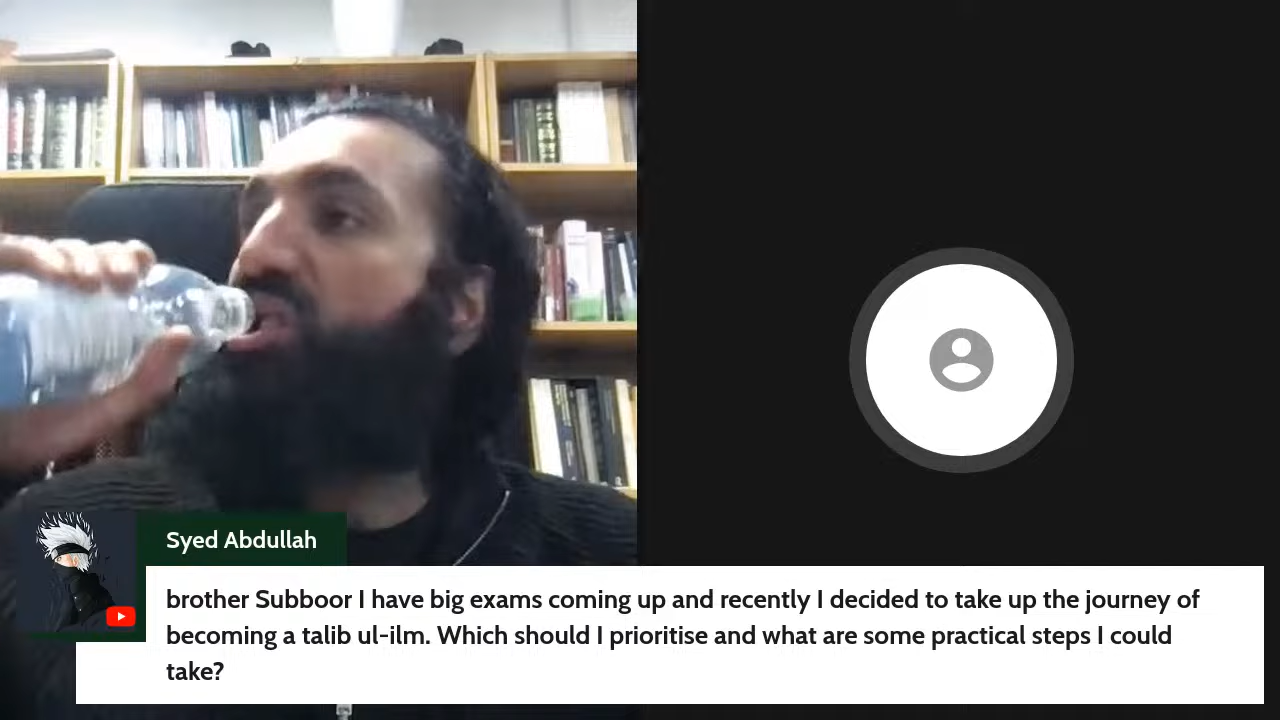 Syed Abdullah
brother Subboor I have big exams coming up and recently I decided to take up the journey of
becoming a talib ul-ilm. Which should I prioritise and what are some practical steps I could
take?